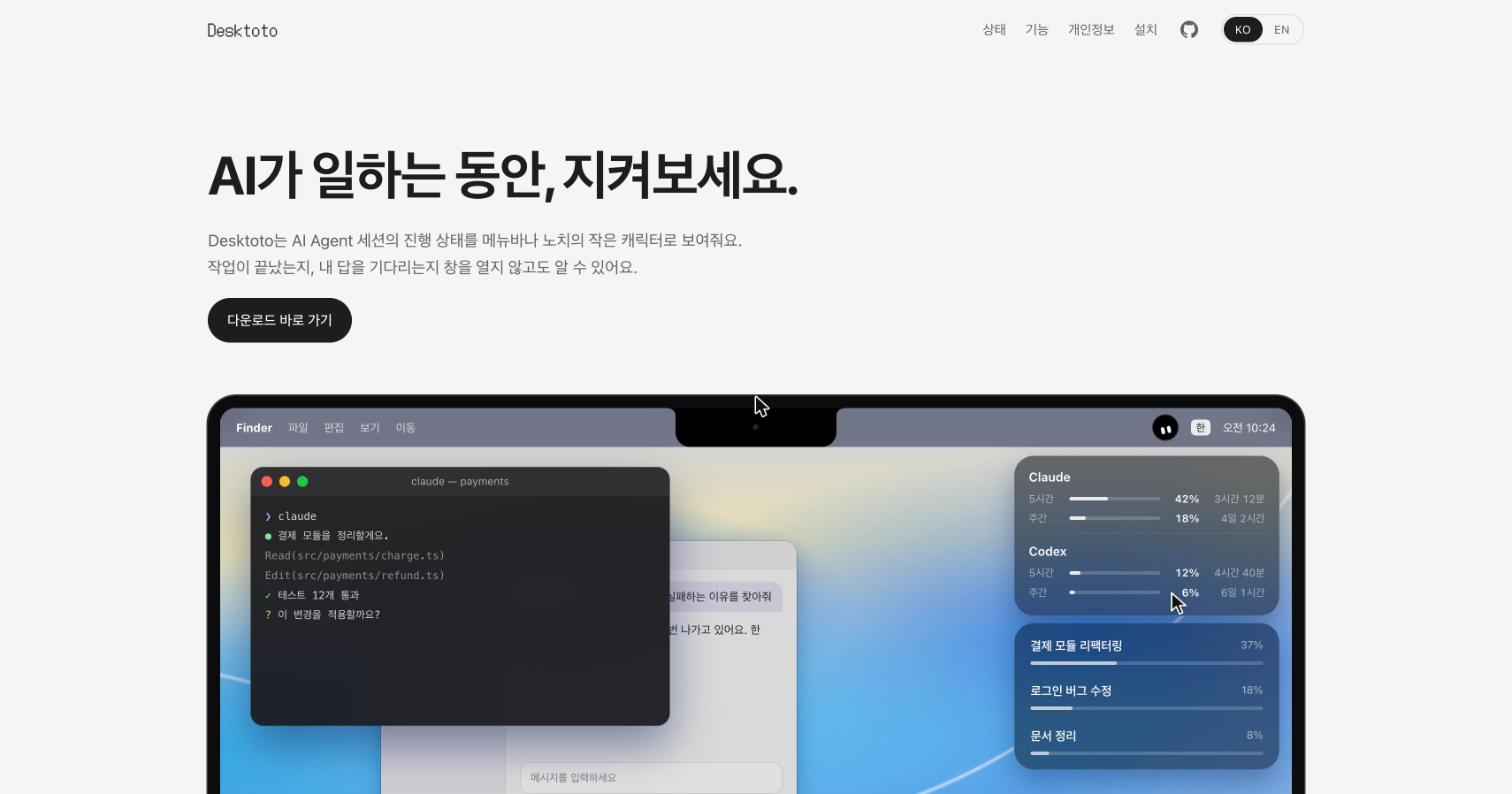 Desktoto
상태 기능 개인정보 설치 KO EN
AI가 일하는 동안, 지켜보세요.
Desktoto는 AI Agent 세션의 진행 상태를 메뉴바나 노치의 작은 캐릭터로 보여줘요.
작업이 끝났는지, 내 답을 기다리는지 창을 열지 않고도 알 수 있어요.
다운로드 바로 가기
Finder 파일 편집 보기 이동
한 오전 10:24
claude — payments
❯ claude
● 결제 모듈을 정리할게요.
Read(src/payments/charge.ts)
Edit(src/payments/refund.ts)
✓ 테스트 12개 통과
? 이 변경을 적용할까요?
실패하는 이유를 찾아줘
번 나가고 있어요. 한
메시지를 입력하세요
Claude
5시간 42% 3시간 12분
주간 18% 4일 2시간
Codex
5시간 12% 4시간 40분
주간 6% 6일 1시간
결제 모듈 리팩터링 37%
로그인 버그 수정 18%
문서 정리 8%